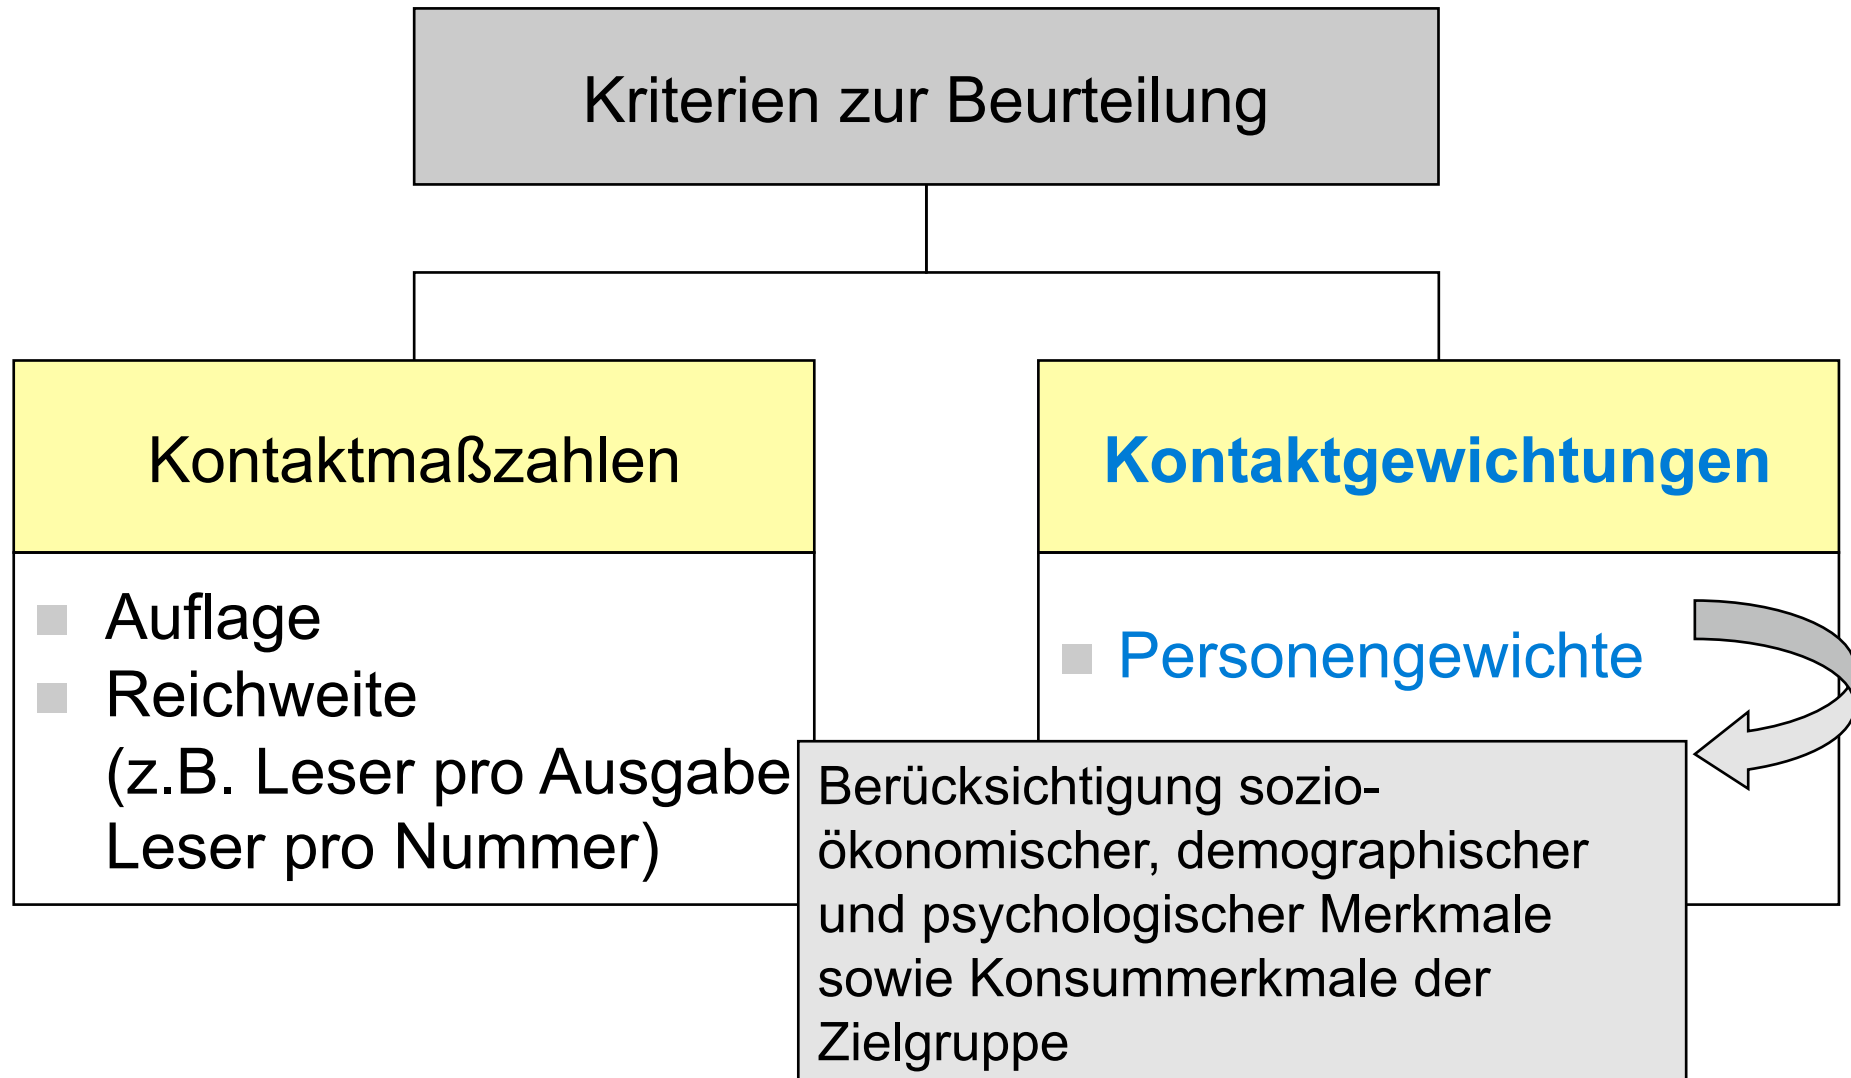 Kriterien zur Beurteilung
Kontaktmaßzahlen
Auflage
Reichweite
(z.B. Leser pro Ausgabe
Leser pro Nummer)
Kontaktgewichtungen
Personengewichte
Berücksichtigung sozio-
ökonomischer, demographischer
und psychologischer Merkmale
sowie Konsummerkmale der
Zielgruppe